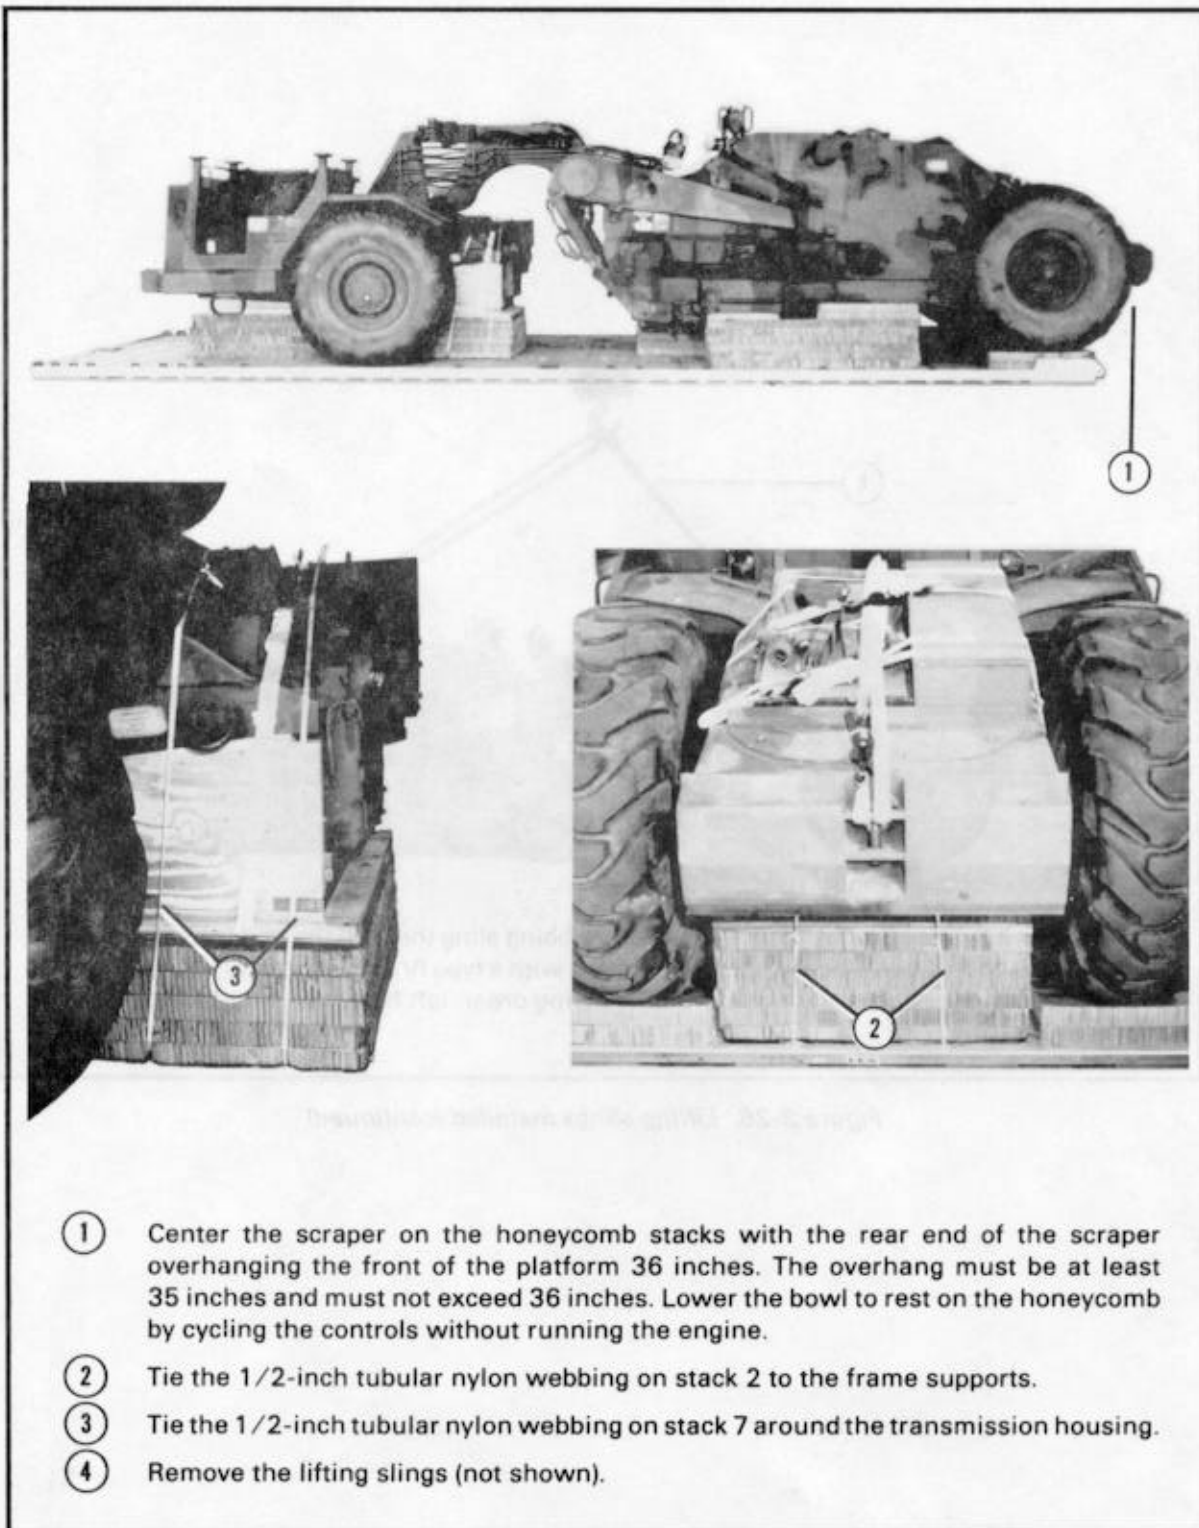 1
3
2
1 Center the scraper on the honeycomb stacks with the rear end of the scraper
overhanging the front of the platform 36 inches. The overhang must be at least
35 inches and must not exceed 36 inches. Lower the bowl to rest on the honeycomb
by cycling the controls without running the engine.
2 Tie the 1/2-inch tubular nylon webbing on stack 2 to the frame supports.
3 Tie the 1/2-inch tubular nylon webbing on stack 7 around the transmission housing.
4 Remove the lifting slings (not shown).